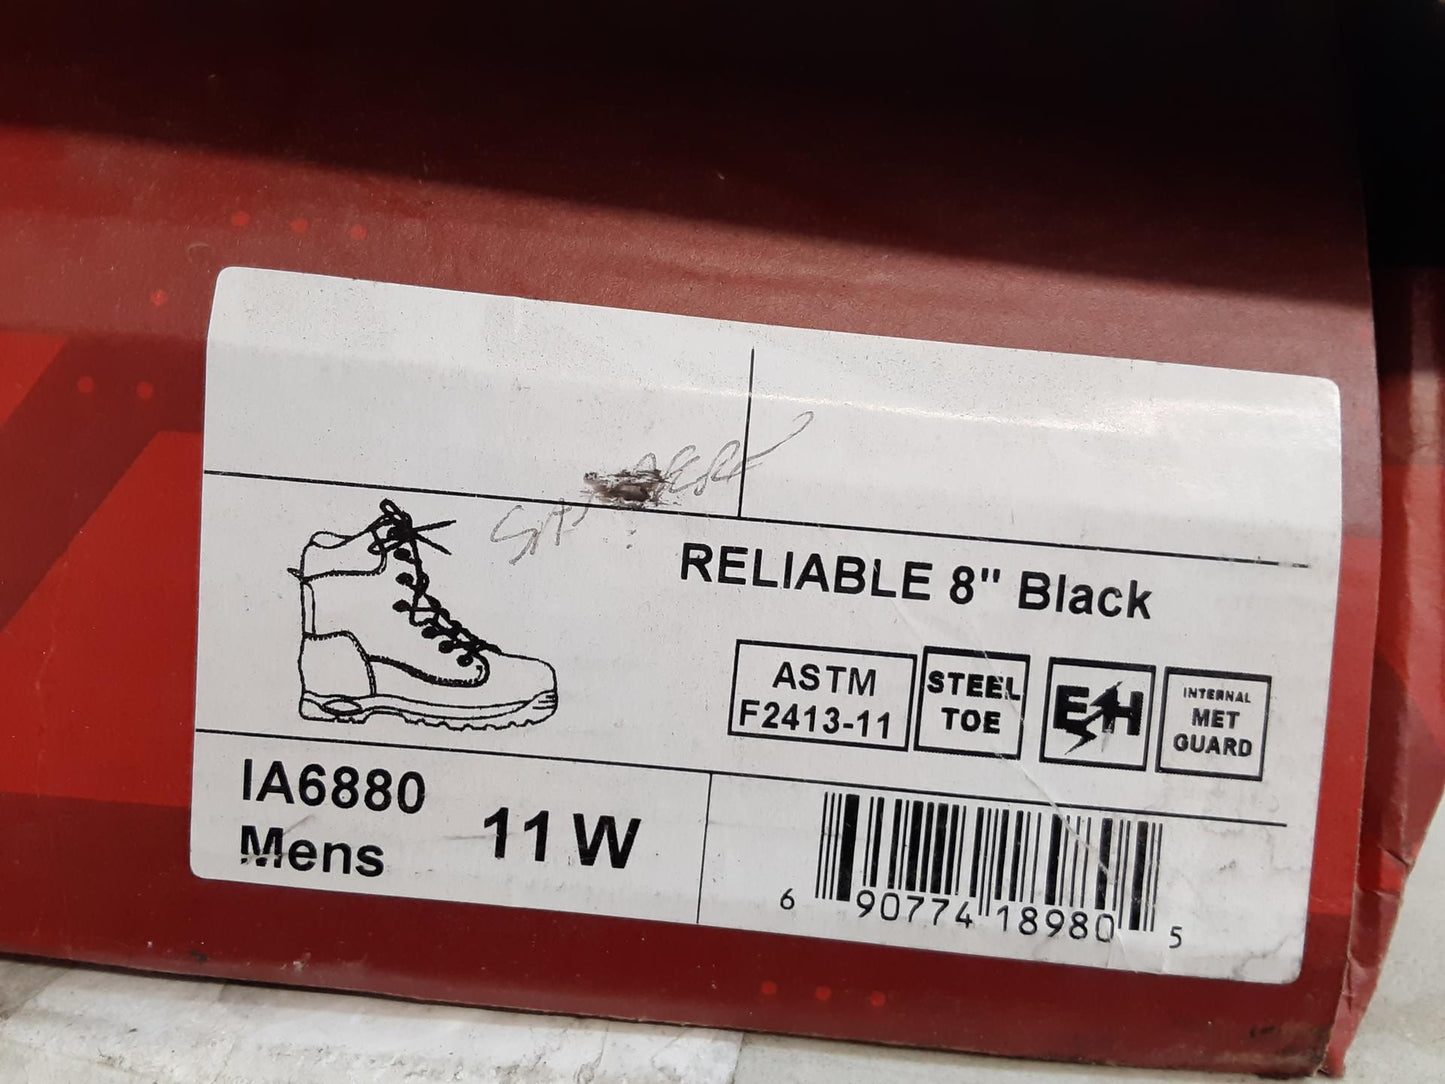 RELIABLE 8" Black
ASTM
F2413-11
STEEL
TOE
EH
INTERNAL
MET
GUARD
IA6880
Mens
11 W
6 90774 18980 5